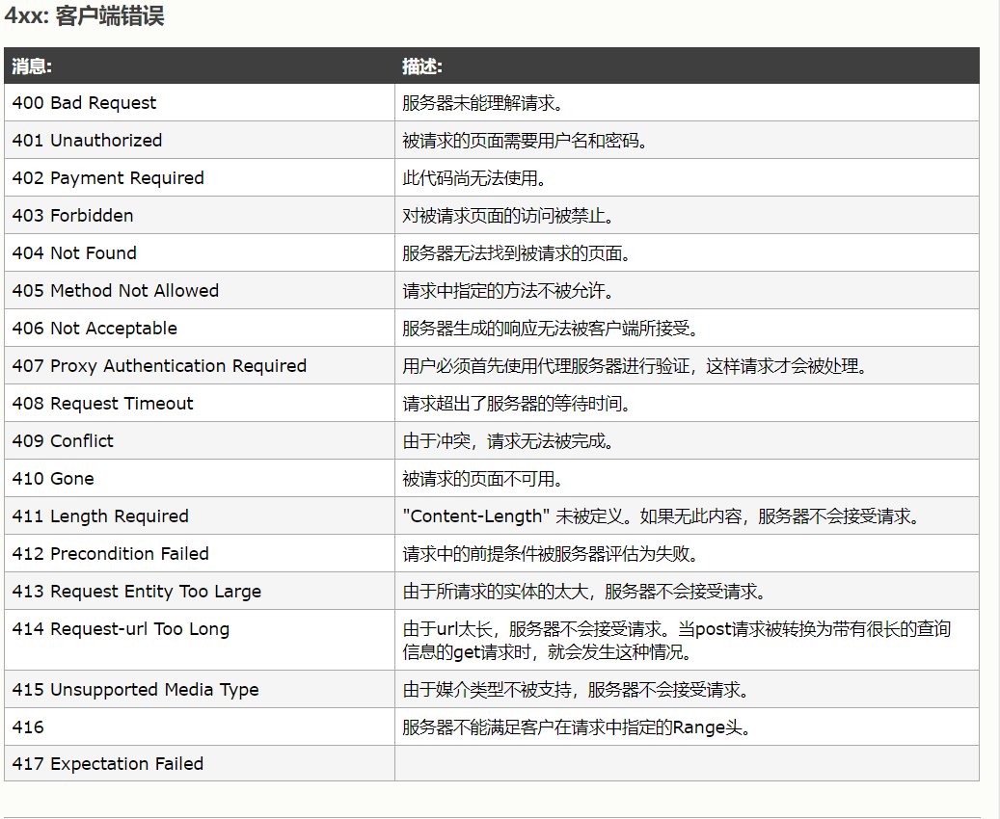 4xx: 客户端错误
消息: 描述:
400 Bad Request 服务器未能理解请求。
401 Unauthorized 被请求的页面需要用户名和密码。
402 Payment Required 此代码尚无法使用。
403 Forbidden 对被请求页面的访问被禁止。
404 Not Found 服务器无法找到被请求的页面。
405 Method Not Allowed 请求中指定的方法不被允许。
406 Not Acceptable 服务器生成的响应无法被客户端所接受。
407 Proxy Authentication Required 用户必须首先使用代理服务器进行验证，这样请求才会被处理。
408 Request Timeout 请求超出了服务器的等待时间。
409 Conflict 由于冲突，请求无法被完成。
410 Gone 被请求的页面不可用。
411 Length Required "Content-Length" 未被定义。如果无此内容，服务器不会接受请求。
412 Precondition Failed 请求中的前提条件被服务器评估为失败。
413 Request Entity Too Large 由于所请求的实体的太大，服务器不会接受请求。
414 Request-url Too Long 由于url太长，服务器不会接受请求。当post请求被转换为带有很长的查询
信息的get请求时，就会发生这种情况。
415 Unsupported Media Type 由于媒介类型不被支持，服务器不会接受请求。
416 服务器不能满足客户在请求中指定的Range头。
417 Expectation Failed